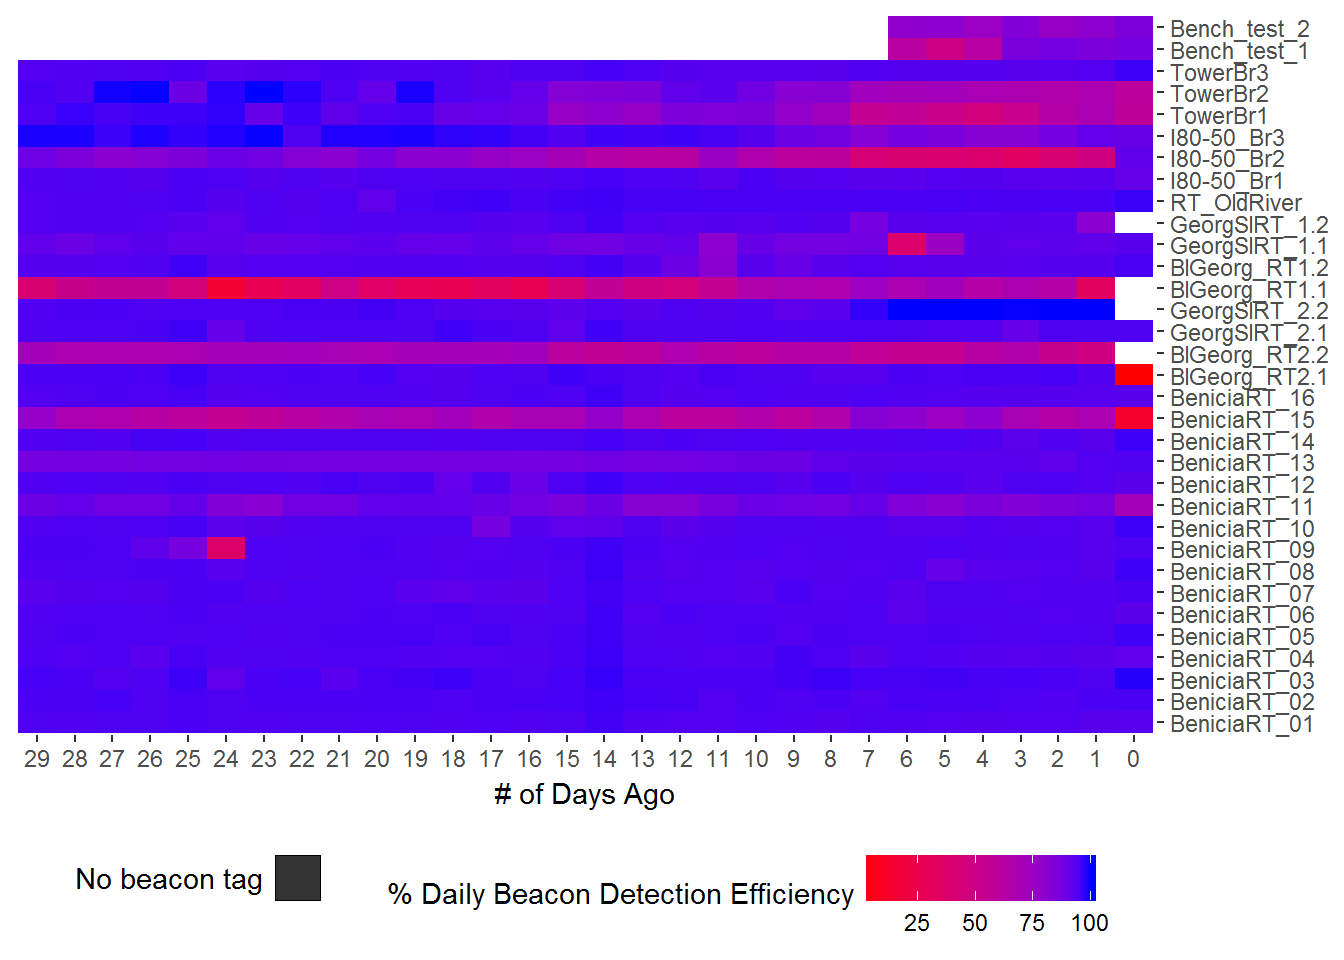 Bench_test_2
Bench_test_1
TowerBr3
TowerBr2
TowerBr1
I80-50_Br3
I80-50_Br2
I80-50_Br1
RT_OldRiver
GeorgSlRT_1.2
GeorgSlRT_1.1
BlGeorg_RT1.2
BlGeorg_RT1.1
GeorgSlRT_2.2
GeorgSlRT_2.1
BlGeorg_RT2.2
BlGeorg_RT2.1
BeniciaRT_16
BeniciaRT_15
BeniciaRT_14
BeniciaRT_13
BeniciaRT_12
BeniciaRT_11
BeniciaRT_10
BeniciaRT_09
BeniciaRT_08
BeniciaRT_07
BeniciaRT_06
BeniciaRT_05
BeniciaRT_04
BeniciaRT_03
BeniciaRT_02
BeniciaRT_01
29 28 27 26 25 24 23 22 21 20 19 18 17 16 15 14 13 12 11 10 9 8 7 6 5 4 3 2 1 0
# of Days Ago
No beacon tag
% Daily Beacon Detection Efficiency
25 50 75 100